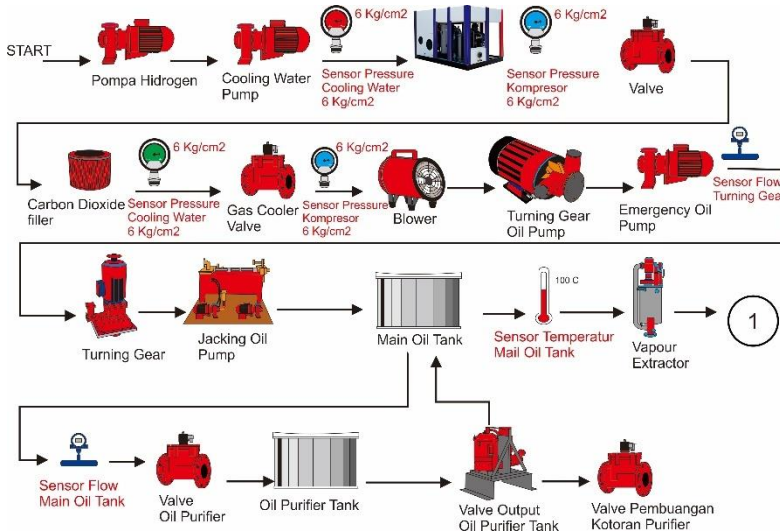 START
Pompa Hidrogen
Cooling Water
Pump
6 Kg/cm2
Sensor Pressure
Cooling Water
6 Kg/cm2
6 Kg/cm2
Sensor Pressure
Kompresor
6 Kg/cm2
Valve
Carbon Dioxide
filler
6 Kg/cm2
Sensor Pressure
Cooling Water
6 Kg/cm2
Gas Cooler
Valve
6 Kg/cm2
Sensor Pressure
Kompresor
6 Kg/cm2
Blower
Turning Gear
Oil Pump
Emergency Oil
Pump
Sensor Flow
Turning Gear
Turning Gear
Jacking Oil
Pump
Main Oil Tank
100 C
Sensor Temperatur
Mail Oil Tank
Vapour
Extractor
1
Sensor Flow
Main Oil Tank
Valve
Oil Purifier
Oil Purifier Tank
Valve Output
Oil Purifier Tank
Valve Pembuangan
Kotoran Purifier